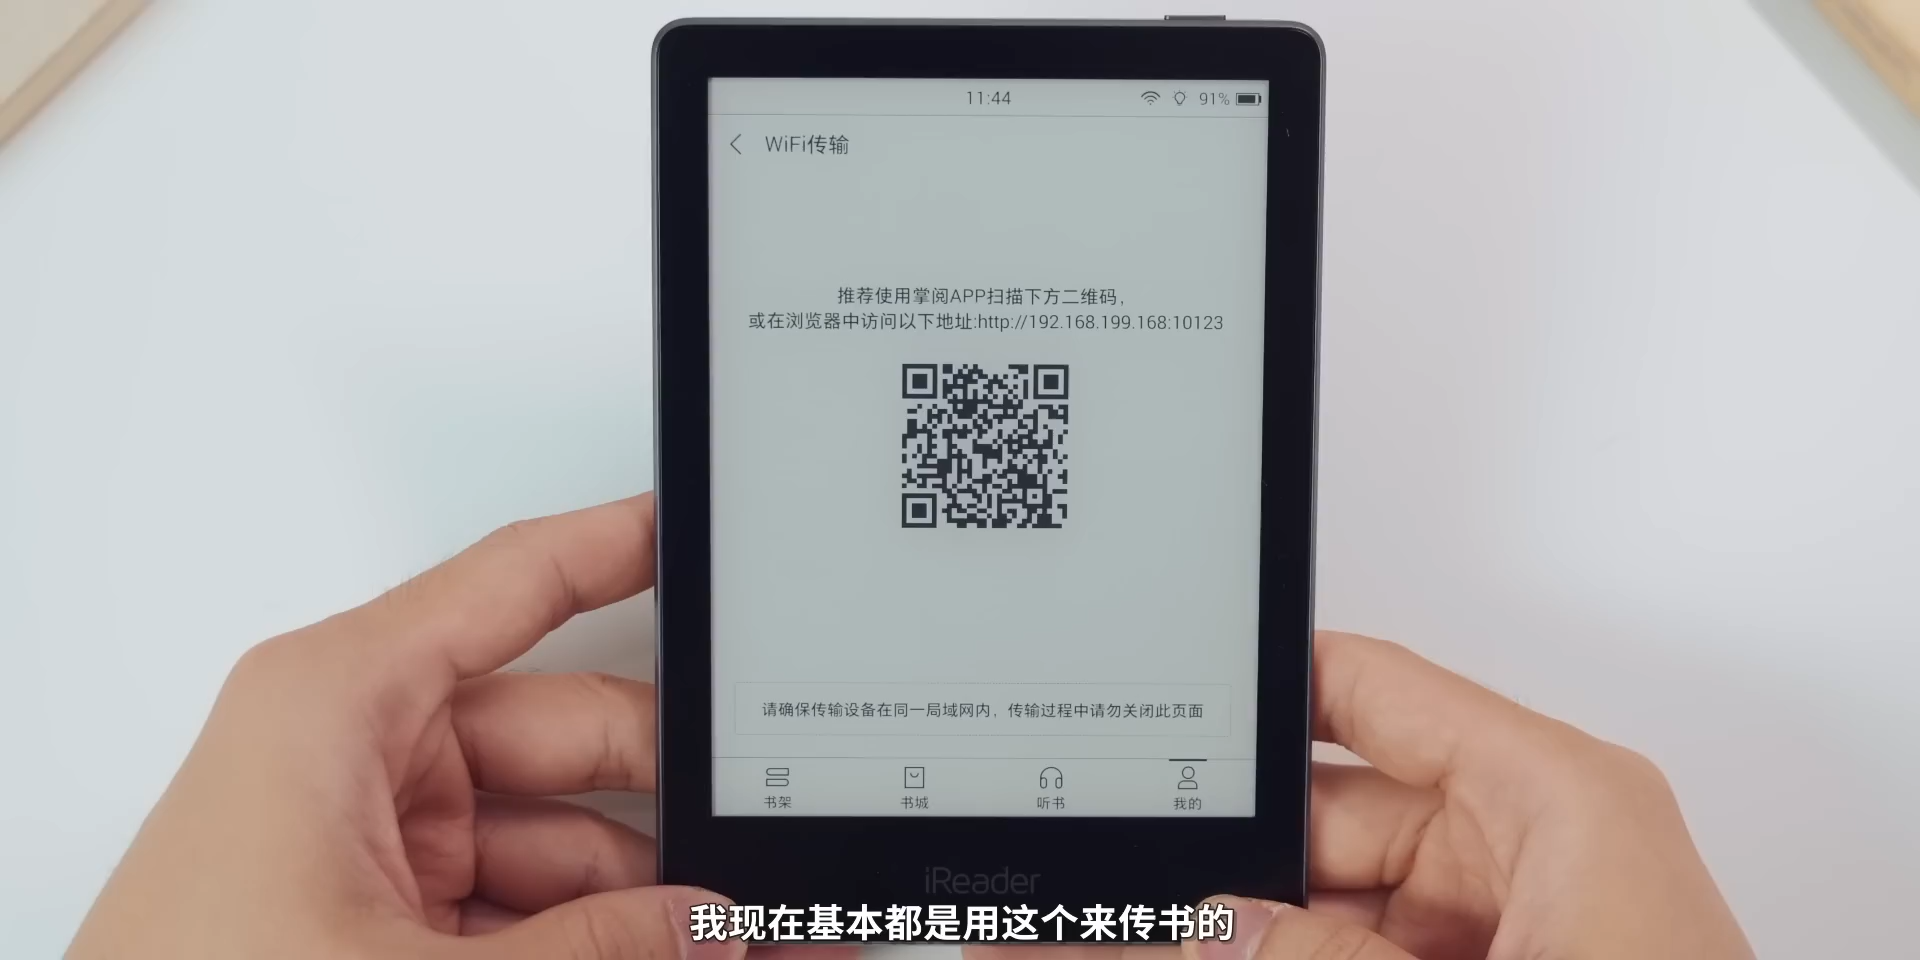 11:44
91%
WiFi传输
推荐使用掌阅APP扫描下方二维码，
或在浏览器中访问以下地址:http://192.168.199.168:10123
请确保传输设备在同一局域网内，传输过程中请勿关闭此页面
书架
书城
听书
我的
iReader
我现在基本都是用这个来传书的